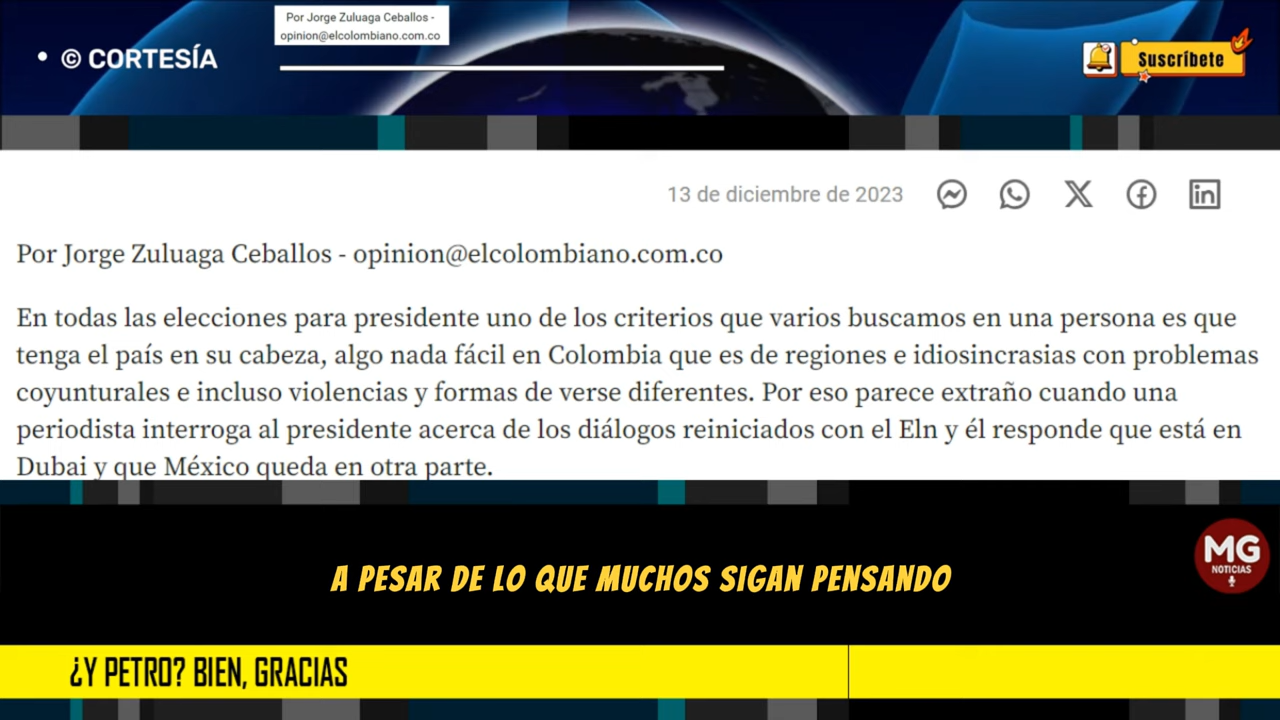 Por Jorge Zuluaga Ceballos -
opinion@elcolombiano.com.co
• © CORTESÍA
Suscríbete
13 de diciembre de 2023
Por Jorge Zuluaga Ceballos - opinion@elcolombiano.com.co
En todas las elecciones para presidente uno de los criterios que varios buscamos en una persona es que
tenga el país en su cabeza, algo nada fácil en Colombia que es de regiones e idiosincrasias con problemas
coyunturales e incluso violencias y formas de verse diferentes. Por eso parece extraño cuando una
periodista interroga al presidente acerca de los diálogos reiniciados con el Eln y él responde que está en
Dubai y que México queda en otra parte.
A PESAR DE LO QUE MUCHOS SIGAN PENSANDO
MG
NOTICIAS
¿Y PETRO? BIEN, GRACIAS